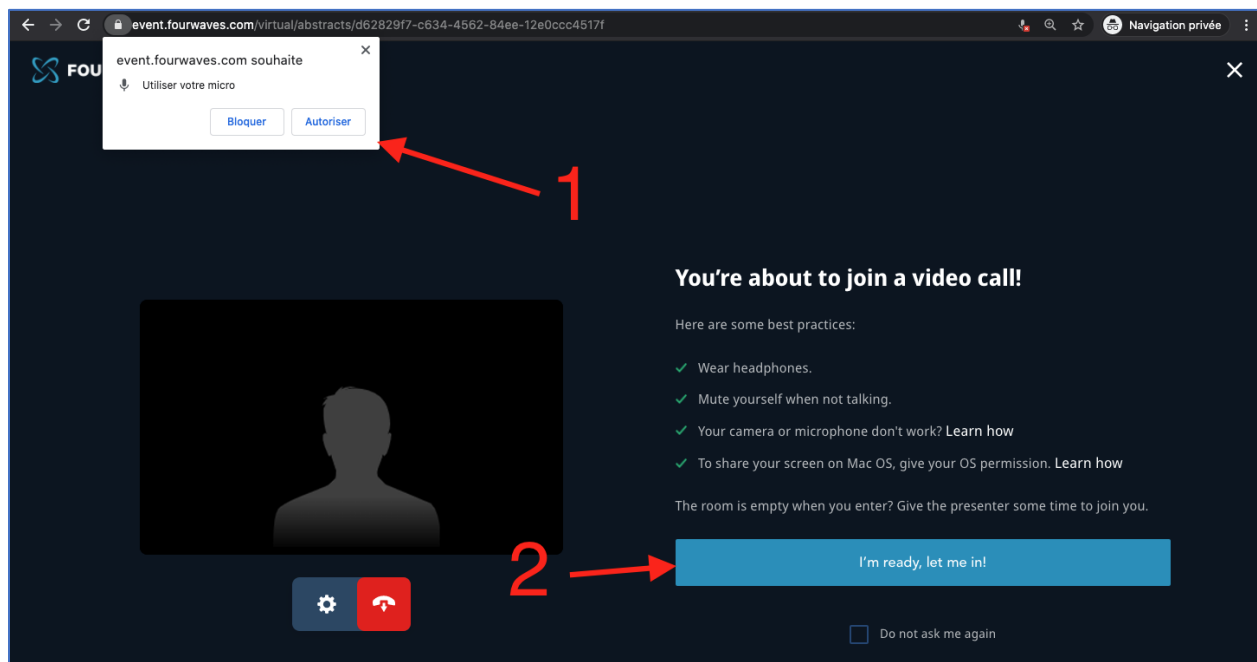 event.fourwaves.com/virtual/abstracts/d62829f7-c634-4562-84ee-12e0ccc4517f
Navigation privée
FOU
event.fourwaves.com souhaite
Utiliser votre micro
Bloquer
Autoriser
1
You're about to join a video call!
Here are some best practices:
Wear headphones.
Mute yourself when not talking.
Your camera or microphone don't work? Learn how
To share your screen on Mac OS, give your OS permission. Learn how
The room is empty when you enter? Give the presenter some time to join you.
2
I'm ready, let me in!
Do not ask me again